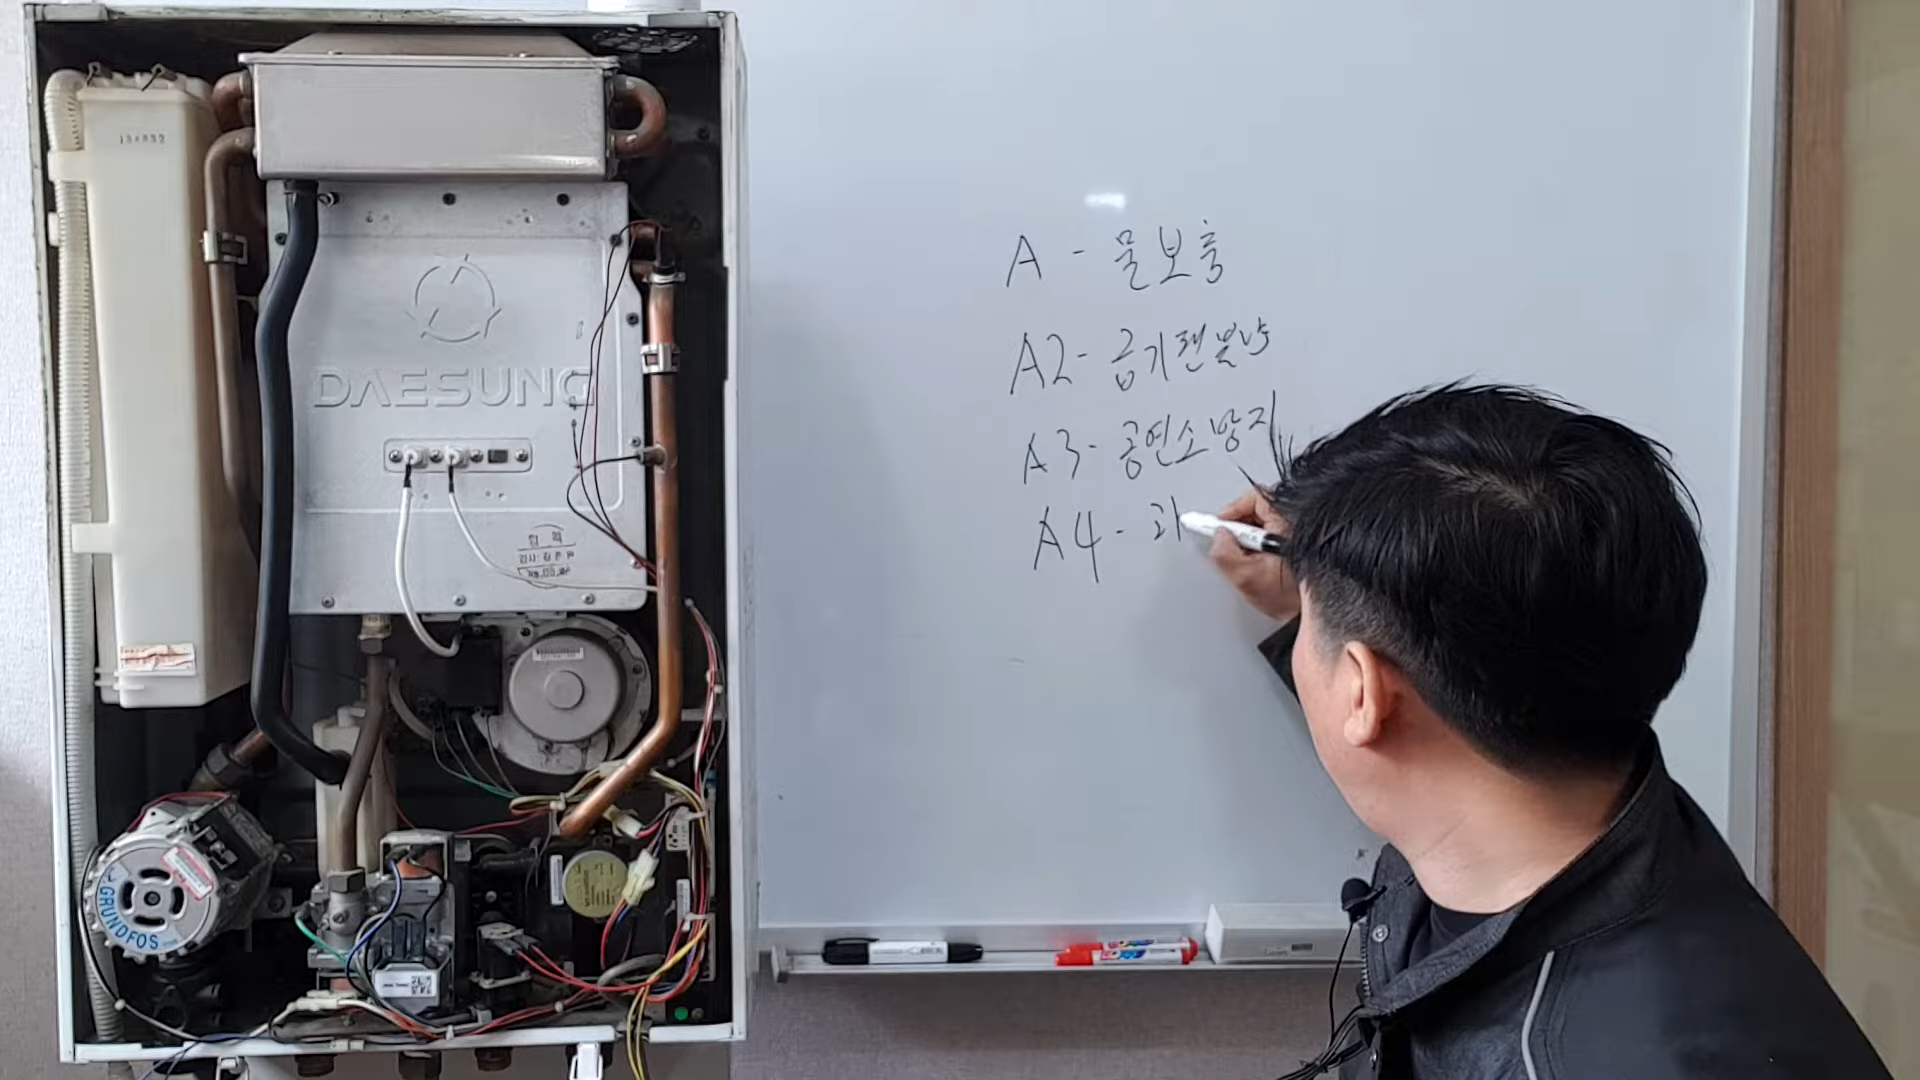 184832
DAESUNG
GRUNDFOS
A - 물보충
A2 - 급기팬불량
A3 - 공연소방지
A4 - 과